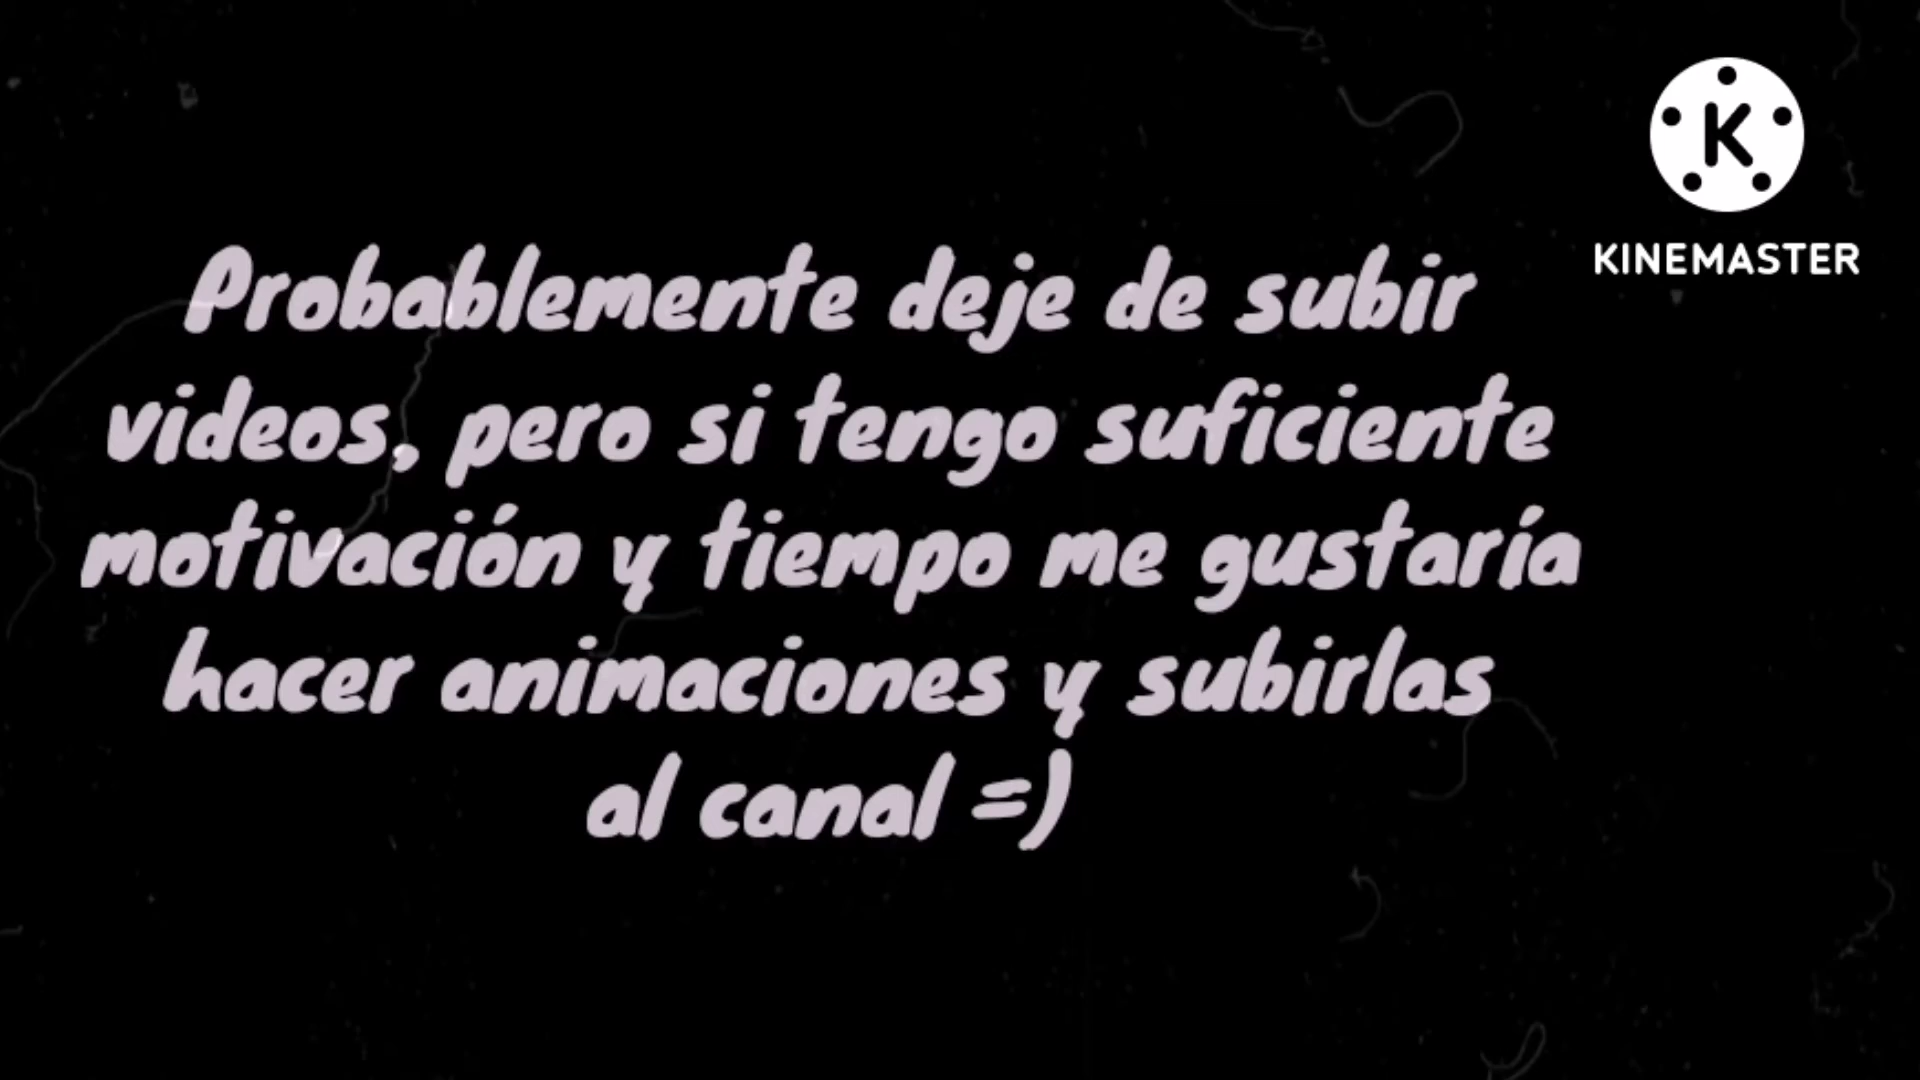 KINEMASTER
Probablemente deje de subir
videos, pero si tengo suficiente
motivación y tiempo me gustaría
hacer animaciones y subirlas
al canal =)